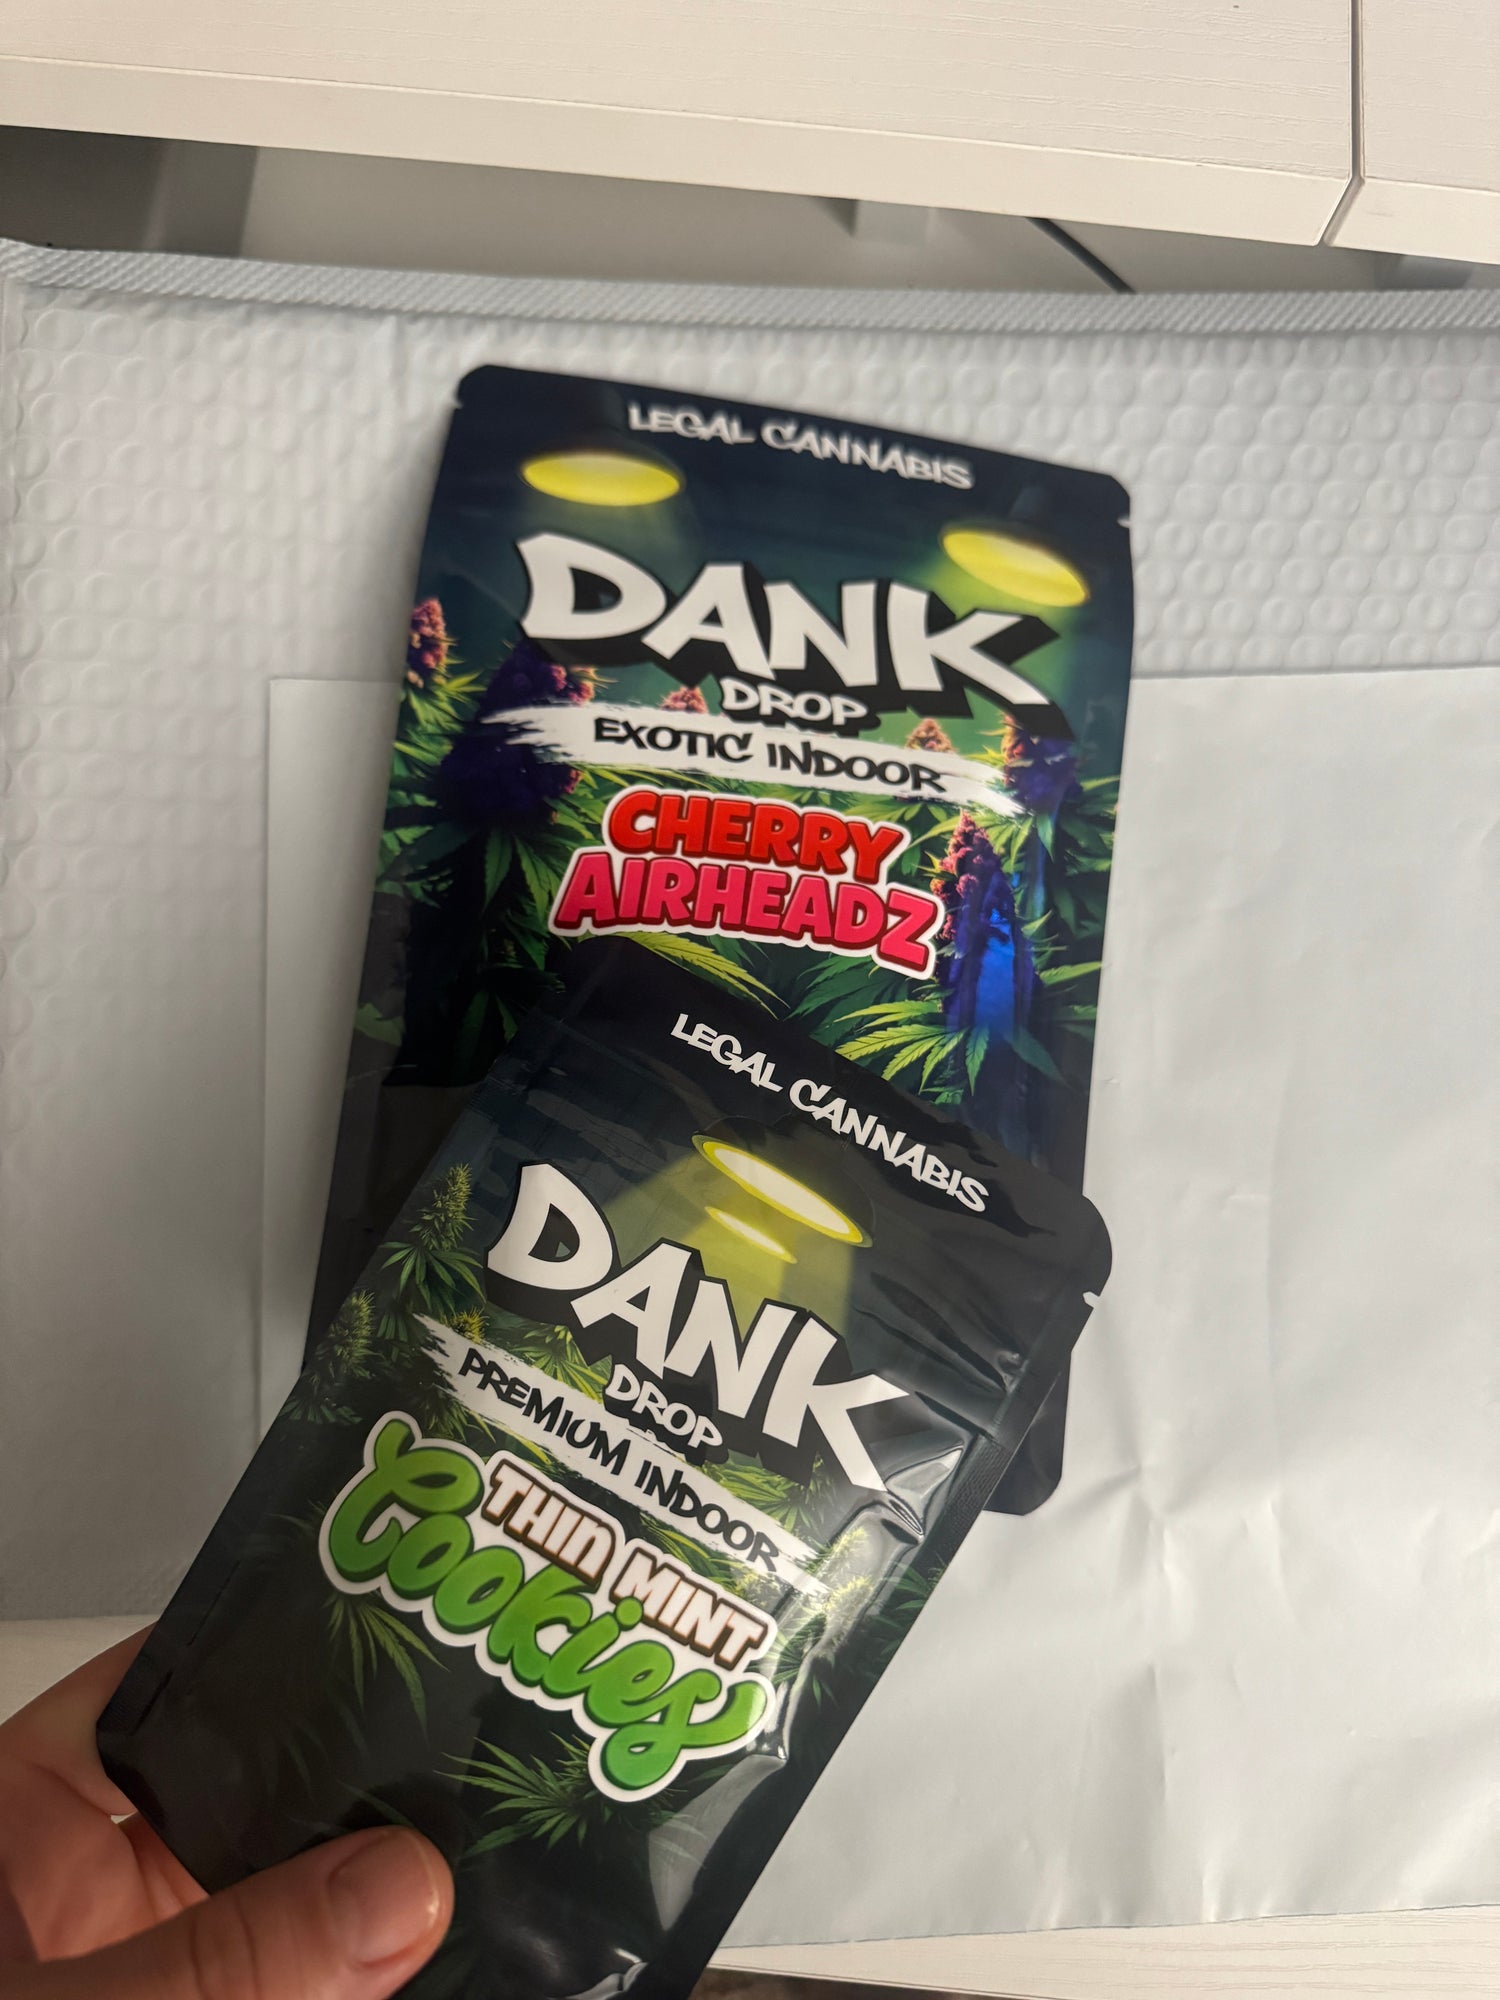 LEGAL CANNABIS
DANK
DROP
EXOTIC INDOOR
CHERRY
AIRHEADZ
LEGAL CANNABIS
DANK
DROP
PREMIUM INDOOR
THIN MINT
Cookies